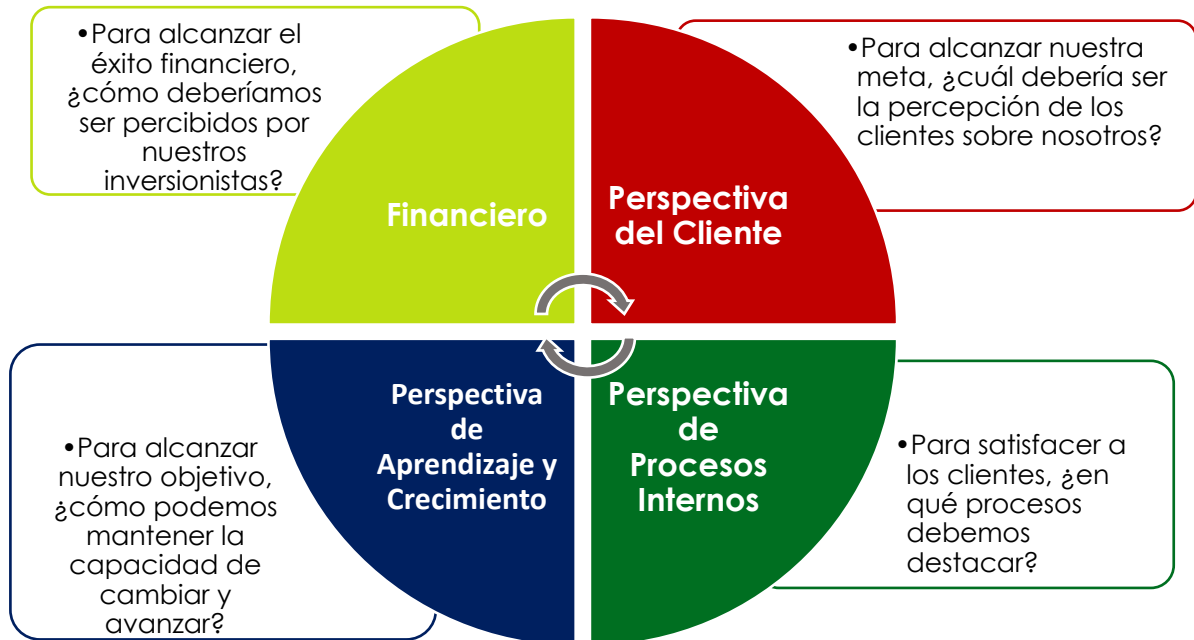 •Para alcanzar el
éxito financiero,
¿cómo deberíamos
ser percibidos por
nuestros
inversionistas?
•Para alcanzar nuestra
meta, ¿cuál debería ser
la percepción de los
clientes sobre nosotros?
Financiero
Perspectiva
del Cliente
Perspectiva
de
Aprendizaje y
Crecimiento
Perspectiva
de
Procesos
Internos
•Para alcanzar
nuestro objetivo,
¿cómo podemos
mantener la
capacidad de
cambiar y
avanzar?
•Para satisfacer a
los clientes, ¿en
qué procesos
debemos
destacar?